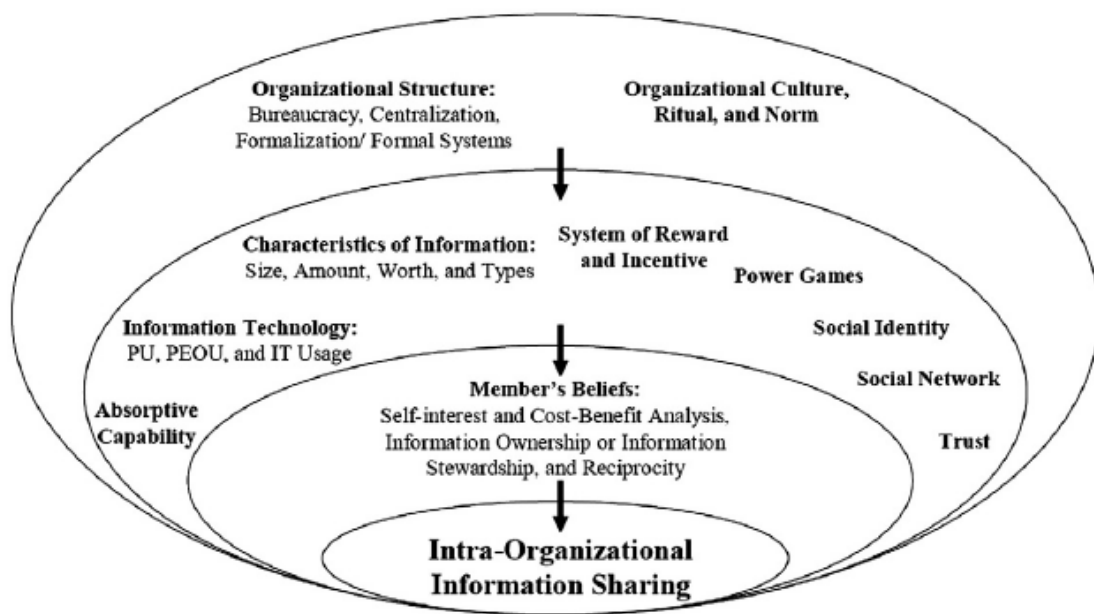 Organizational Structure:
Bureaucracy, Centralization,
Formalization/ Formal Systems
Organizational Culture,
Ritual, and Norm
Characteristics of Information:
Size, Amount, Worth, and Types
System of Reward
and Incentive
Power Games
Information Technology:
PU, PEOU, and IT Usage
Social Identity
Social Network
Absorptive
Capability
Trust
Member's Beliefs:
Self-interest and Cost-Benefit Analysis,
Information Ownership or Information
Stewardship, and Reciprocity
Intra-Organizational
Information Sharing